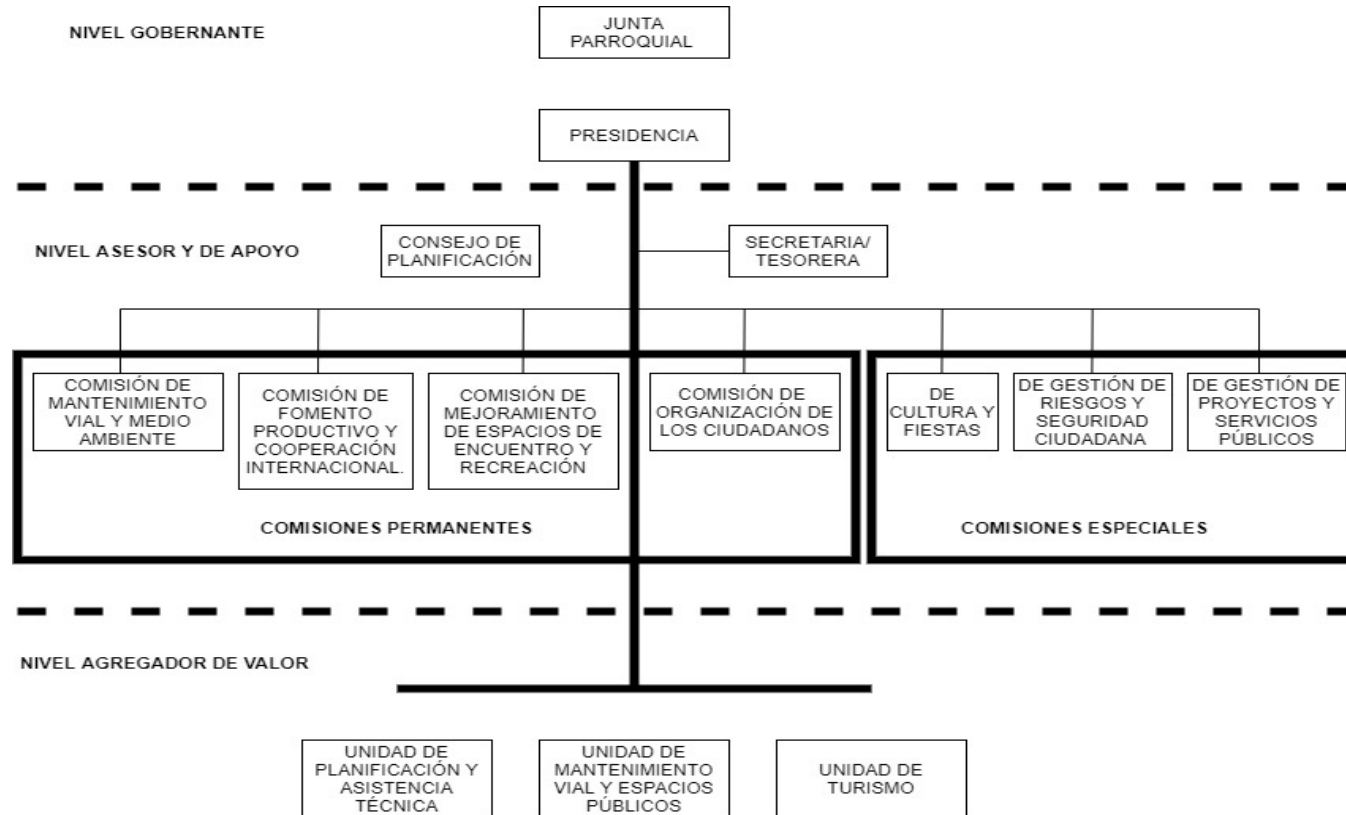 NIVEL GOBERNANTE
JUNTA
PARROQUIAL
PRESIDENCIA
NIVEL ASESOR Y DE APOYO
CONSEJO DE
PLANIFICACIÓN
SECRETARIA/
TESORERA
COMISIÓN DE
MANTENIMIENTO
VIAL Y MEDIO
AMBIENTE
COMISIÓN DE
FOMENTO
PRODUCTIVO Y
COOPERACIÓN
INTERNACIONAL.
COMISIÓN DE
MEJORAMIENTO
DE ESPACIOS DE
ENCUENTRO Y
RECREACIÓN
COMISIÓN DE
ORGANIZACIÓN DE
LOS CIUDADANOS
DE
CULTURA Y
FIESTAS
DE GESTIÓN DE
RIESGOS Y
SEGURIDAD
CIUDADANA
DE GESTIÓN DE
PROYECTOS Y
SERVICIOS
PÚBLICOS
COMISIONES PERMANENTES
COMISIONES ESPECIALES
NIVEL AGREGADOR DE VALOR
UNIDAD DE
PLANIFICACIÓN Y
ASISTENCIA
TÉCNICA
UNIDAD DE
MANTENIMIENTO
VIAL Y ESPACIOS
PÚBLICOS
UNIDAD DE
TURISMO